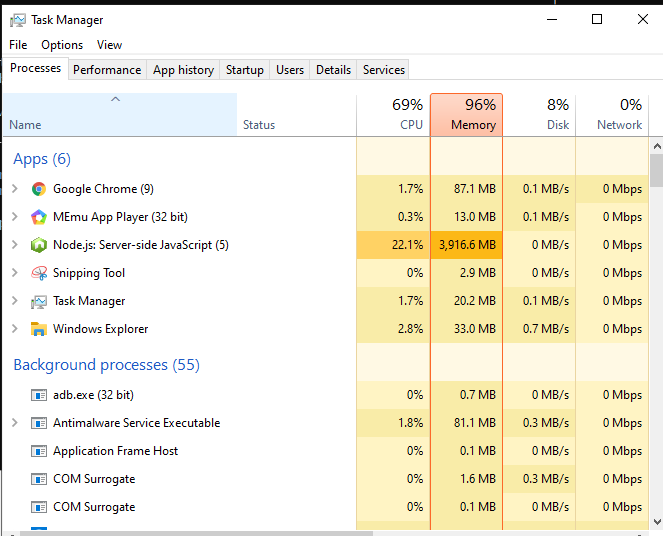 Task Manager
File Options View
Processes Performance App history Startup Users Details Services
69% 96% 8% 0%
Name Status CPU Memory Disk Network
Apps (6)
Google Chrome (9) 1.7% 87.1 MB 0.1 MB/s 0 Mbps
MEmu App Player (32 bit) 0.3% 13.0 MB 0.1 MB/s 0 Mbps
Node.js: Server-side JavaScript (5) 22.1% 3,916.6 MB 0 MB/s 0 Mbps
Snipping Tool 0% 2.9 MB 0 MB/s 0 Mbps
Task Manager 1.7% 20.2 MB 0.1 MB/s 0 Mbps
Windows Explorer 2.8% 33.0 MB 0.7 MB/s 0 Mbps
Background processes (55)
adb.exe (32 bit) 0% 0.7 MB 0 MB/s 0 Mbps
Antimalware Service Executable 1.8% 81.1 MB 0.3 MB/s 0 Mbps
Application Frame Host 0% 0.1 MB 0 MB/s 0 Mbps
COM Surrogate 0% 1.6 MB 0.3 MB/s 0 Mbps
COM Surrogate 0% 0.1 MB 0 MB/s 0 Mbps